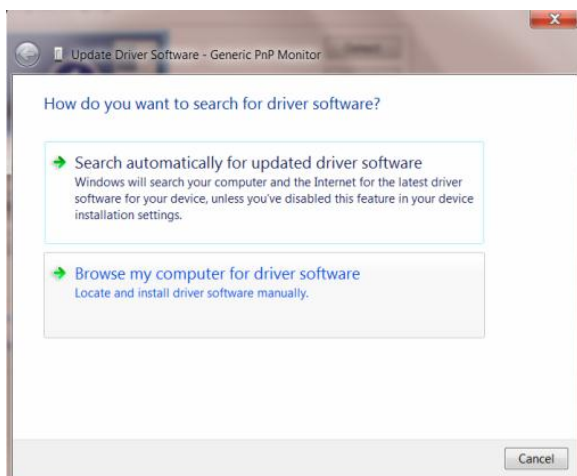 Update Driver Software - Generic PnP Monitor
How do you want to search for driver software?
Search automatically for updated driver software
Windows will search your computer and the Internet for the latest driver
software for your device, unless you've disabled this feature in your device
installation settings.
Browse my computer for driver software
Locate and install driver software manually.
Cancel